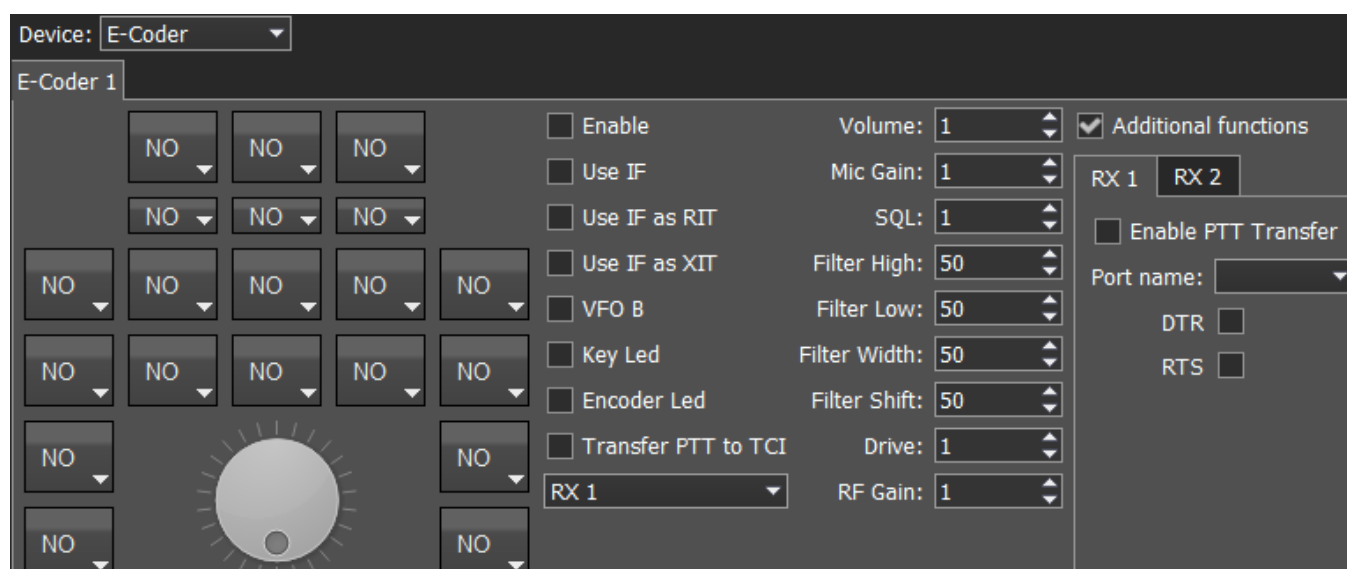 Device: E-Coder
E-Coder 1
NO NO NO
NO NO NO
NO NO NO NO NO
NO NO NO NO NO
NO NO
NO NO
Enable
Use IF
Use IF as RIT
Use IF as XIT
VFO B
Key Led
Encoder Led
Transfer PTT to TCI
RX 1
Volume: 1
Mic Gain: 1
SQL: 1
Filter High: 50
Filter Low: 50
Filter Width: 50
Filter Shift: 50
Drive: 1
RF Gain: 1
Additional functions
RX 1 RX 2
Enable PTT Transfer
Port name:
DTR
RTS